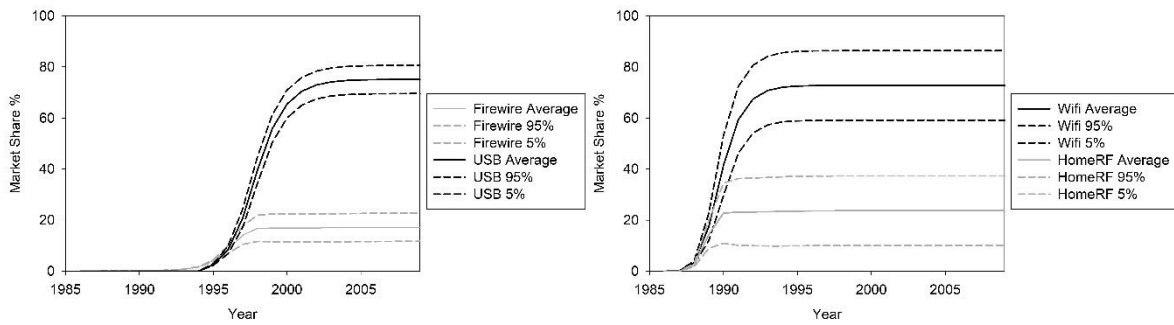 Market Share %
100
80
60
40
20
0
1985
1990
1995
2000
2005
Year
Firewire Average
Firewire 95%
Firewire 5%
USB Average
USB 95%
USB 5%
Market Share %
100
80
60
40
20
0
1985
1990
1995
2000
2005
Year
Wifi Average
Wifi 95%
Wifi 5%
HomeRF Average
HomeRF 95%
HomeRF 5%